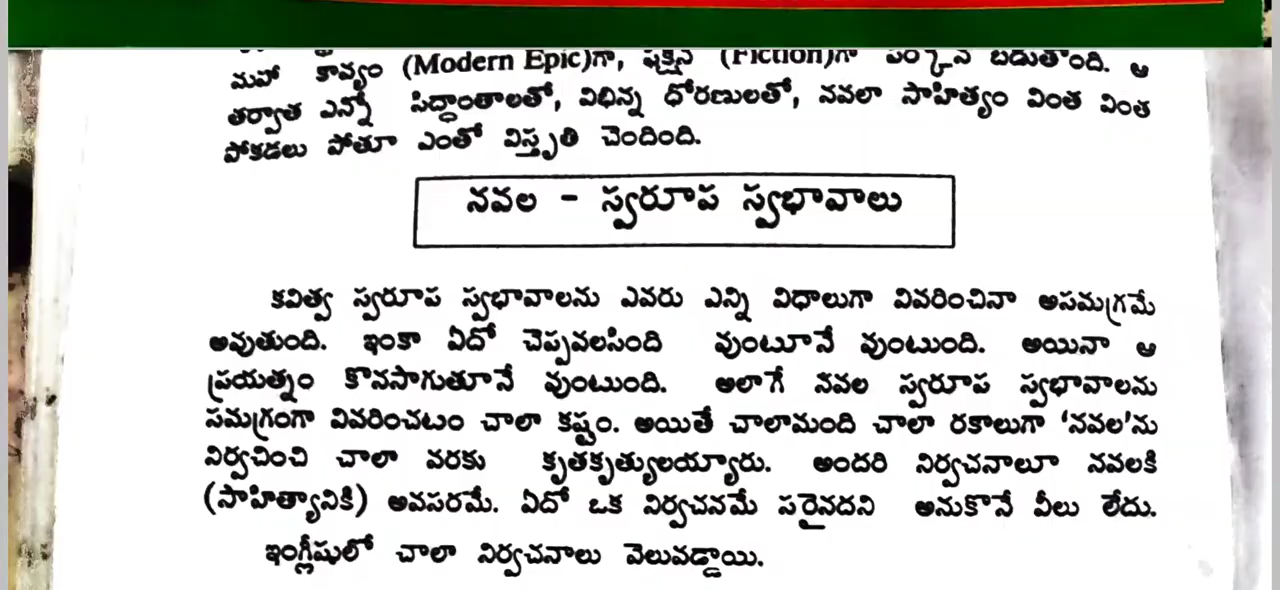 మహా కావ్యం (Modern Epic)గా, ఫిక్షన్ (Fiction)గా పేర్కొన బడుతోంది. ఆ
తర్వాత ఎన్నో సిద్ధాంతాలతో, విభిన్న ధోరణులతో, నవలా సాహిత్యం వింత వింత
పోకడలు పోతూ ఎంతో విస్తృతి చెందింది.
నవల - స్వరూప స్వభావాలు
కవిత్వ స్వరూప స్వభావాలను ఎవరు ఎన్ని విధాలుగా వివరించినా అసమగ్రమే
అవుతుంది. ఇంకా ఏదో చెప్పవలసింది వుంటూనే వుంటుంది. అయినా ఆ
ప్రయత్నం కొనసాగుతూనే వుంటుంది. అలాగే నవల స్వరూప స్వభావాలను
సమగ్రంగా వివరించటం చాలా కష్టం. అయితే చాలామంది చాలా రకాలుగా ‘నవల’ను
నిర్వచించి చాలా వరకు కృతకృత్యులయ్యారు. అందరి నిర్వచనాలూ నవలకి
(సాహిత్యానికి) అవసరమే. ఏదో ఒక నిర్వచనమే సరైనదని అనుకొనే వీలు లేదు.
ఇంగ్లీషులో చాలా నిర్వచనాలు వెలువడ్డాయి.